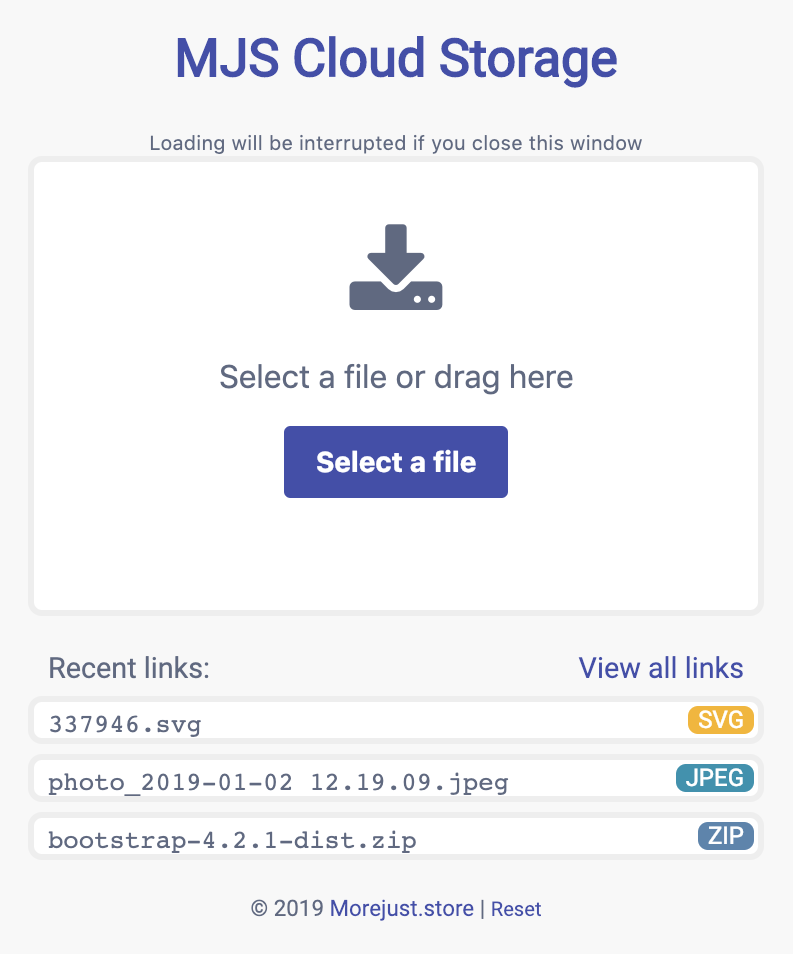 MJS Cloud Storage
Loading will be interrupted if you close this window
Select a file or drag here
Select a file
Recent links: View all links
337946.svg SVG
photo_2019-01-02 12.19.09.jpeg JPEG
bootstrap-4.2.1-dist.zip ZIP
© 2019 Morejust.store | Reset